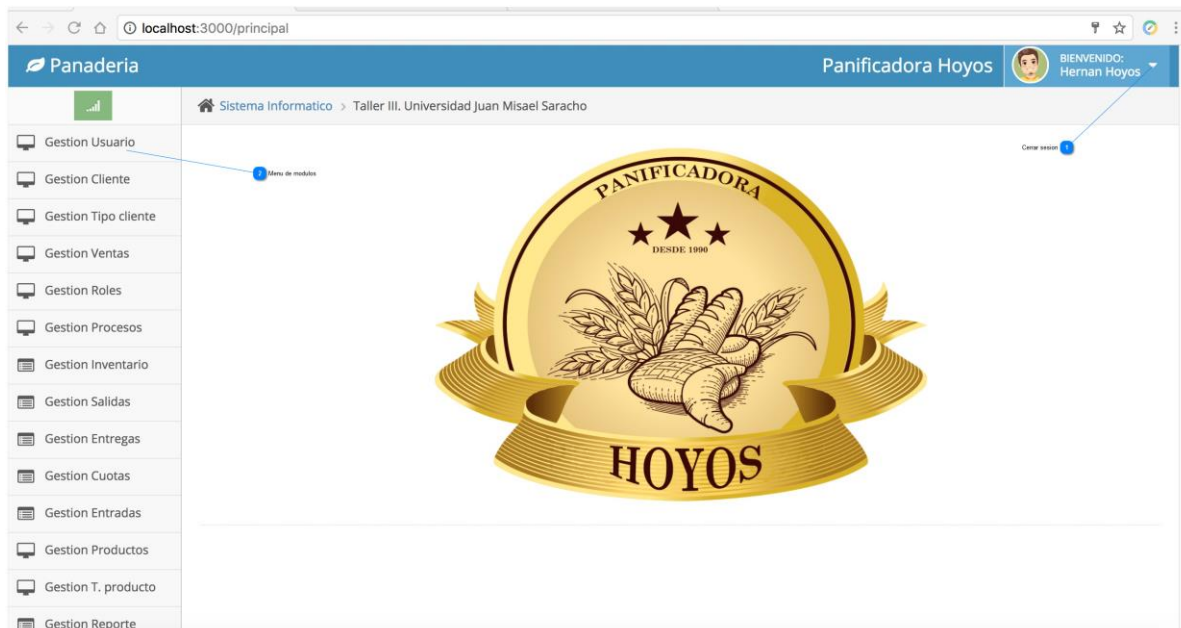 localhost:3000/principal
Panaderia
Panificadora Hoyos
BIENVENIDO:
Hernan Hoyos
Sistema Informatico > Taller III. Universidad Juan Misael Saracho
Gestion Usuario
Gestion Cliente
Gestion Tipo cliente
Gestion Ventas
Gestion Roles
Gestion Procesos
Gestion Inventario
Gestion Salidas
Gestion Entregas
Gestion Cuotas
Gestion Entradas
Gestion Productos
Gestion T. producto
Gestion Reporte
2 Menu de modulos
Cerrar sesion 1
PANIFICADORA
DESDE 1990
HOYOS